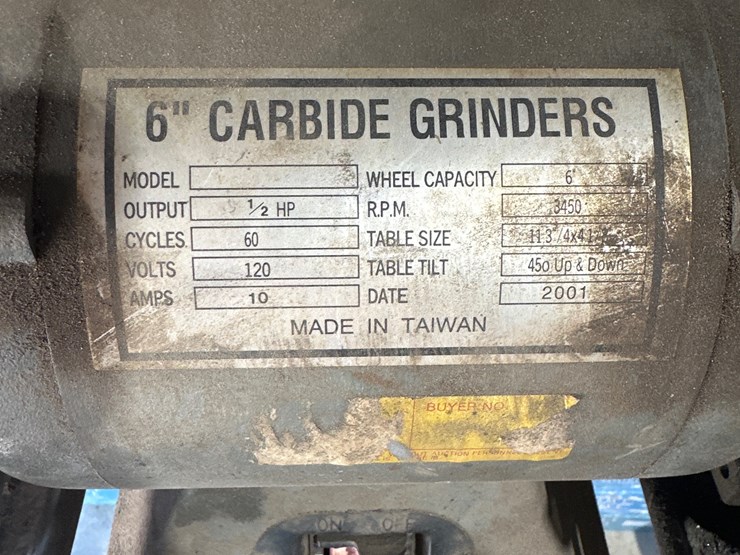 6" CARBIDE GRINDERS
MODEL WHEEL CAPACITY 6"
OUTPUT 1/2 HP R.P.M. 3450
CYCLES. 60 TABLE SIZE
VOLTS 120 TABLE TILT 45o Up & Down
AMPS 10 DATE 2001
MADE IN TAIWAN
BUYER NO.
AUCTION
ON OFF